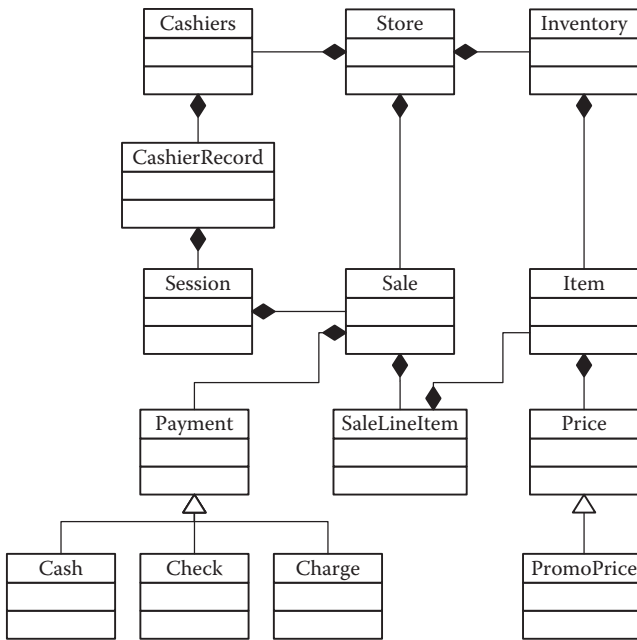 Cashiers
Store
Inventory
CashierRecord
Session
Sale
Item
Payment
SaleLineItem
Price
Cash
Check
Charge
PromoPrice